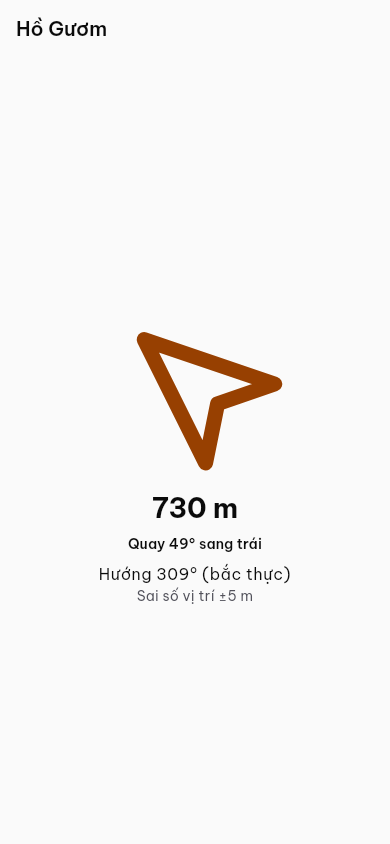 Hồ Gươm
730 m
Quay 49° sang trái
Hướng 309° (bắc thực)
Sai số vị trí ±5 m